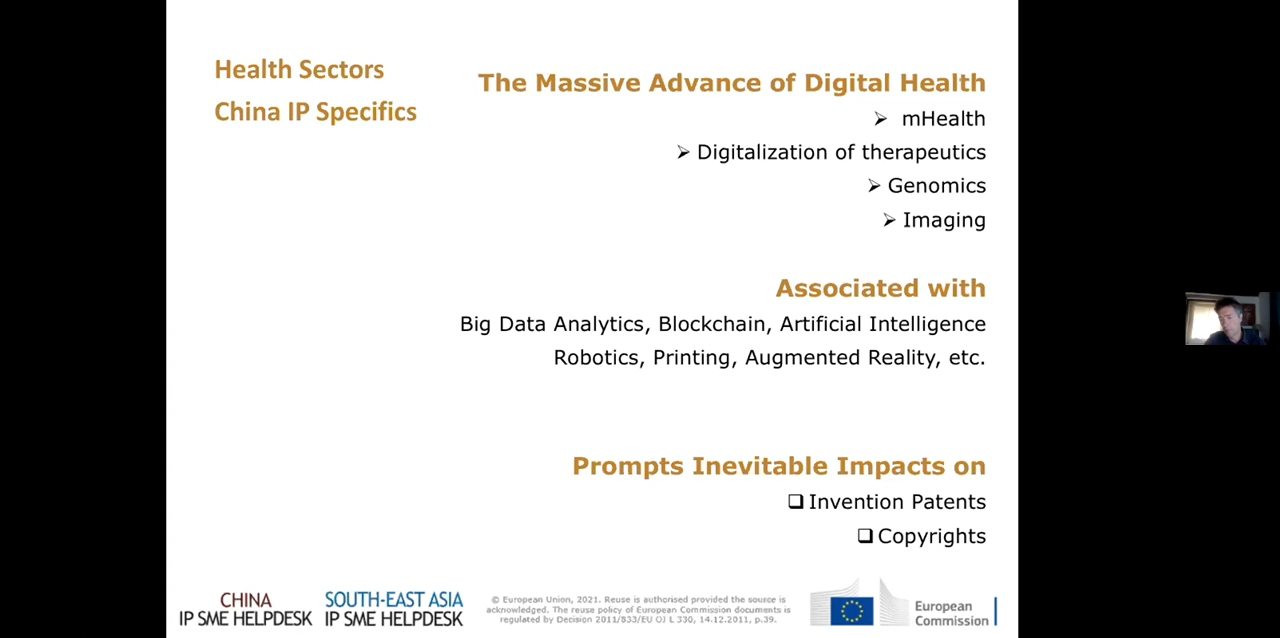 Health Sectors
China IP Specifics
The Massive Advance of Digital Health
➢ mHealth
➢ Digitalization of therapeutics
➢ Genomics
➢ Imaging
Associated with
Big Data Analytics, Blockchain, Artificial Intelligence
Robotics, Printing, Augmented Reality, etc.
Prompts Inevitable Impacts on
❑ Invention Patents
❑ Copyrights
CHINA
IP SME HELPDESK
SOUTH-EAST ASIA
IP SME HELPDESK
© European Union, 2021. Reuse is authorised provided the source is
acknowledged. The reuse policy of European Commission documents is
regulated by Decision 2011/833/EU OJ L 330, 14.12.2011, p.39.
European
Commission